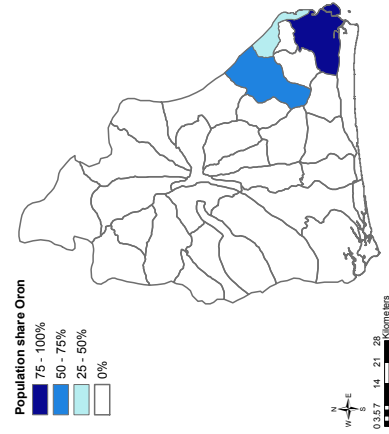 Population share Oron
75 - 100%
50 - 75%
25 - 50%
0%
N
W E
S
0 3.5 7 14 21 28
Kilometers